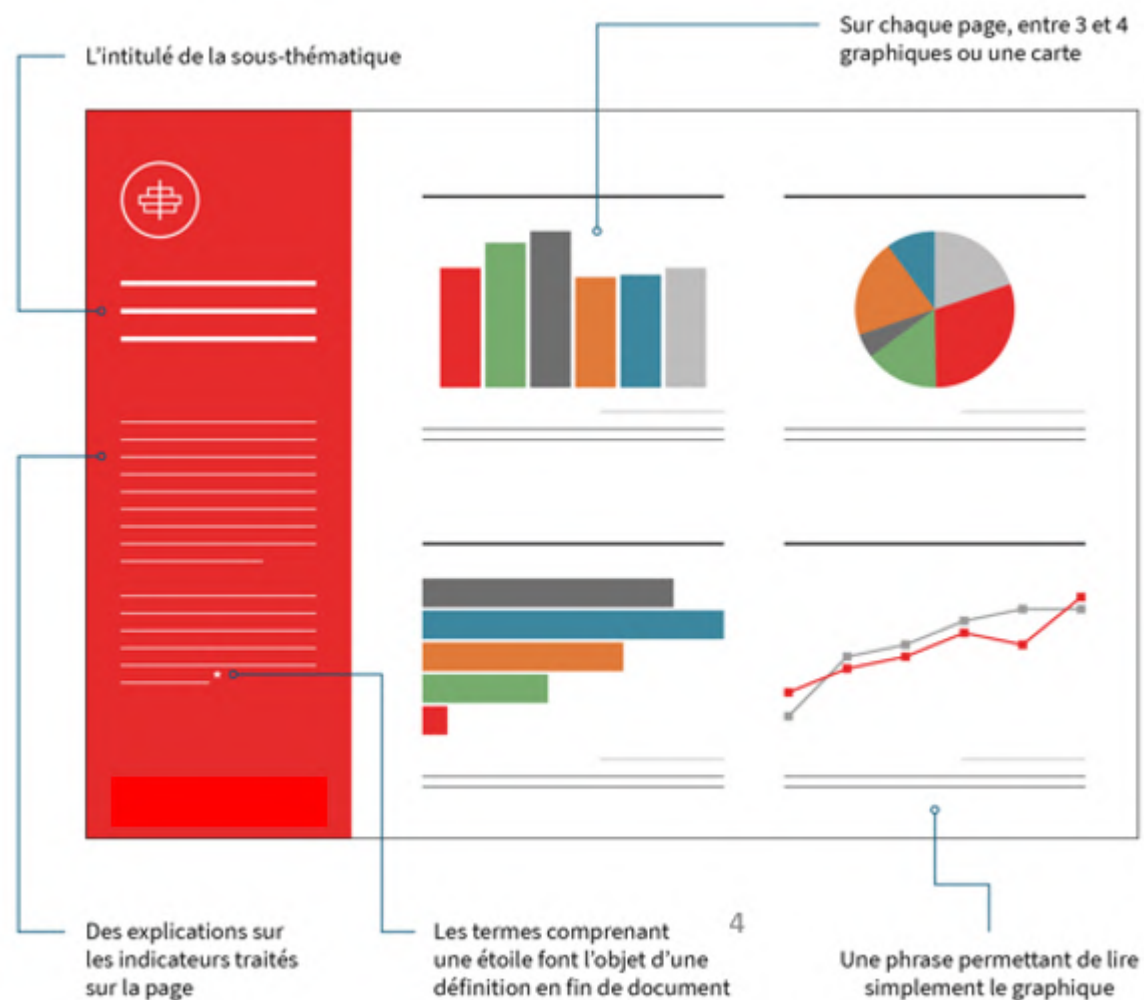 L'intitulé de la sous-thématique
Sur chaque page, entre 3 et 4
graphiques ou une carte
Des explications sur
les indicateurs traités
sur la page
Les termes comprenant
une étoile font l'objet d'une
définition en fin de document
4
Une phrase permettant de lire
simplement le graphique